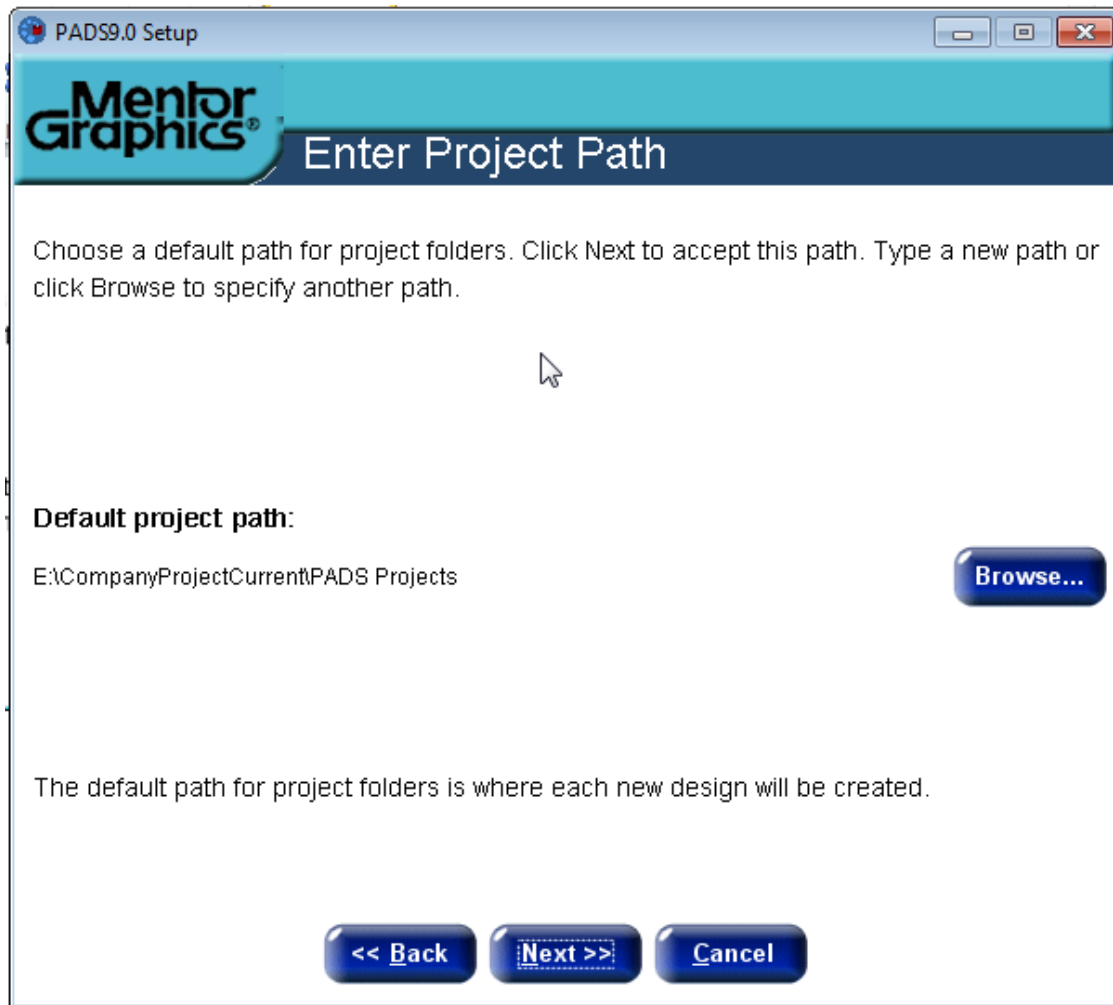 PADS9.0 Setup
Mentor
Graphics®
Enter Project Path
Choose a default path for project folders. Click Next to accept this path. Type a new path or
click Browse to specify another path.
Default project path:
E:\CompanyProjectCurrent\PADS Projects
Browse...
The default path for project folders is where each new design will be created.
<< Back
Next >>
Cancel